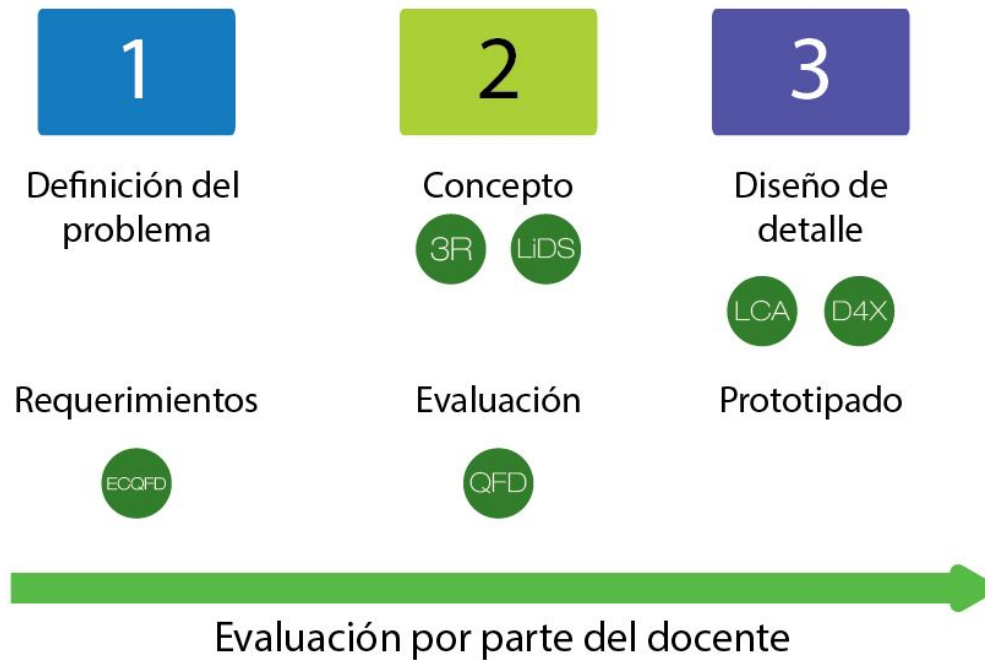 1
2
3
Definición del
problema
Concepto
3R
LiDS
Diseño de
detalle
LCA
D4X
Requerimientos
ECQFD
Evaluación
QFD
Prototipado
Evaluación por parte del docente